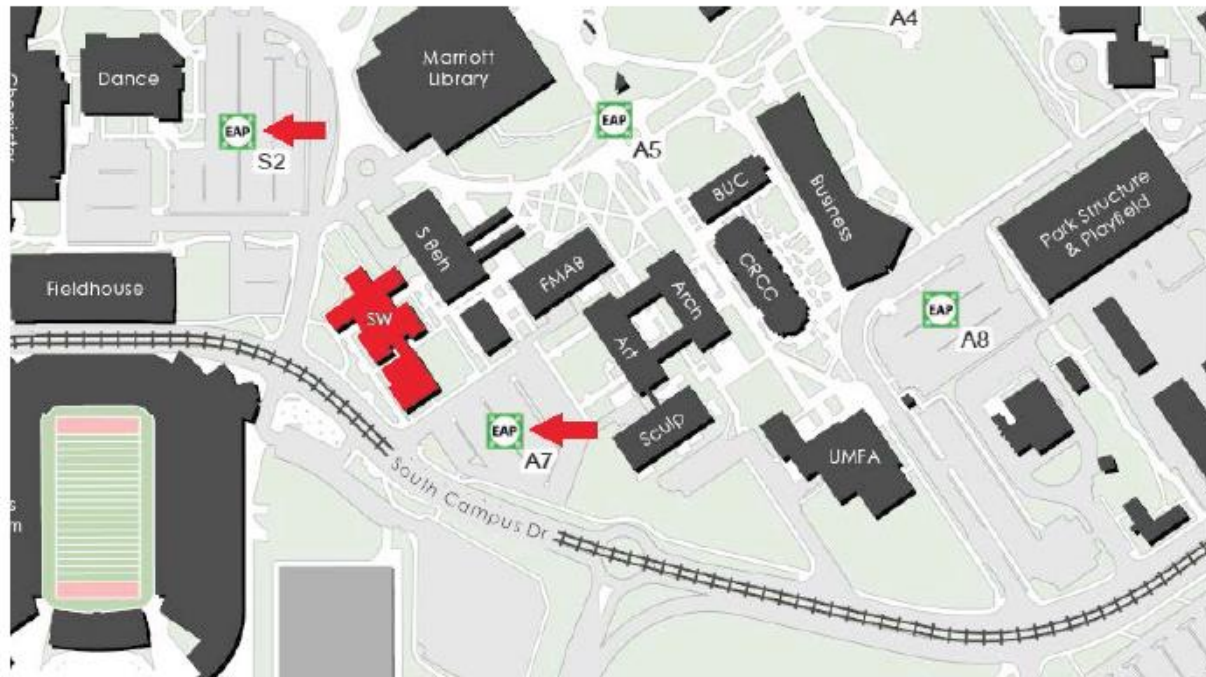 A4
Marriott
Library
Dance
EAP
S2
EAP
A5
BUC
Business
Park Structure
& Playfield
S Beh
FMAB
CRCC
Arch
Fieldhouse
SW
Art
EAP
A8
EAP
A7
Sculp
UMFA
South Campus Dr